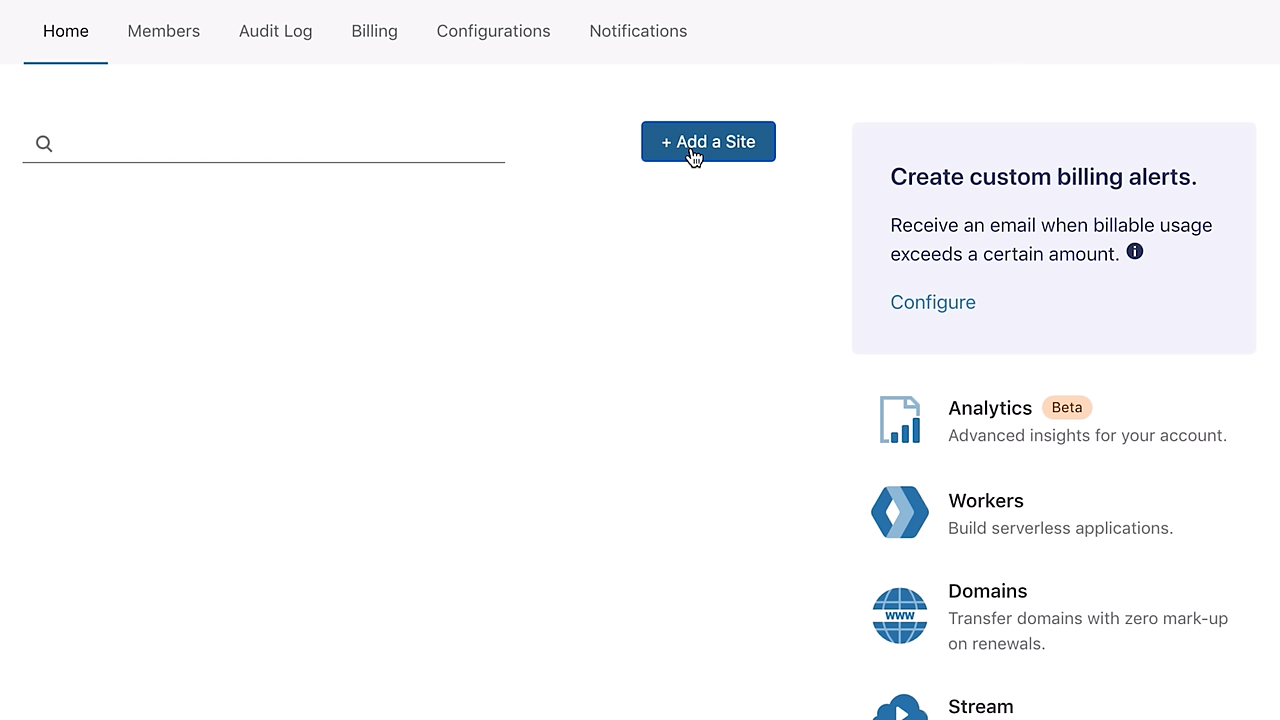 Home Members Audit Log Billing Configurations Notifications
+ Add a Site
Create custom billing alerts.
Receive an email when billable usage
exceeds a certain amount.
Configure
Analytics Beta
Advanced insights for your account.
Workers
Build serverless applications.
www
Domains
Transfer domains with zero mark-up
on renewals.
Stream